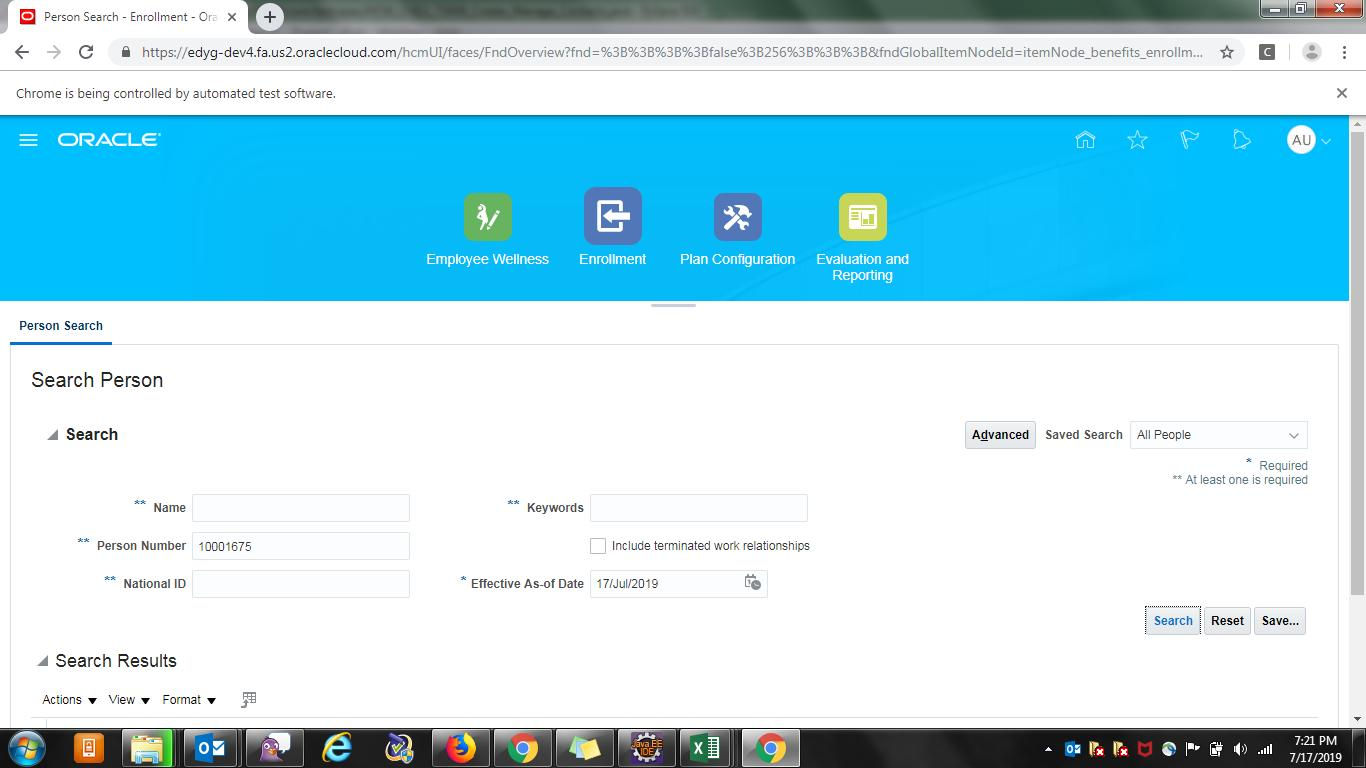 Person Search - Enrollment - Ora
https://edyg-dev4.fa.us2.oraclecloud.com/hcmUI/faces/FndOverview?fnd=%3B%3B%3B%3Bfalse%3B256%3B%3B%3B&fndGlobalItemNodeId=itemNode_benefits_enrollm...
C
Chrome is being controlled by automated test software.
ORACLE
AU
Employee Wellness
Enrollment
Plan Configuration
Evaluation and
Reporting
Person Search
Search Person
Search
Advanced
Saved Search
All People
* Required
** At least one is required
** Name
** Keywords
** Person Number 10001675
Include terminated work relationships
** National ID
* Effective As-of Date 17/Jul/2019
Search
Reset
Save...
Search Results
Actions
View
Format
Java EE
IDE
7:21 PM
7/17/2019